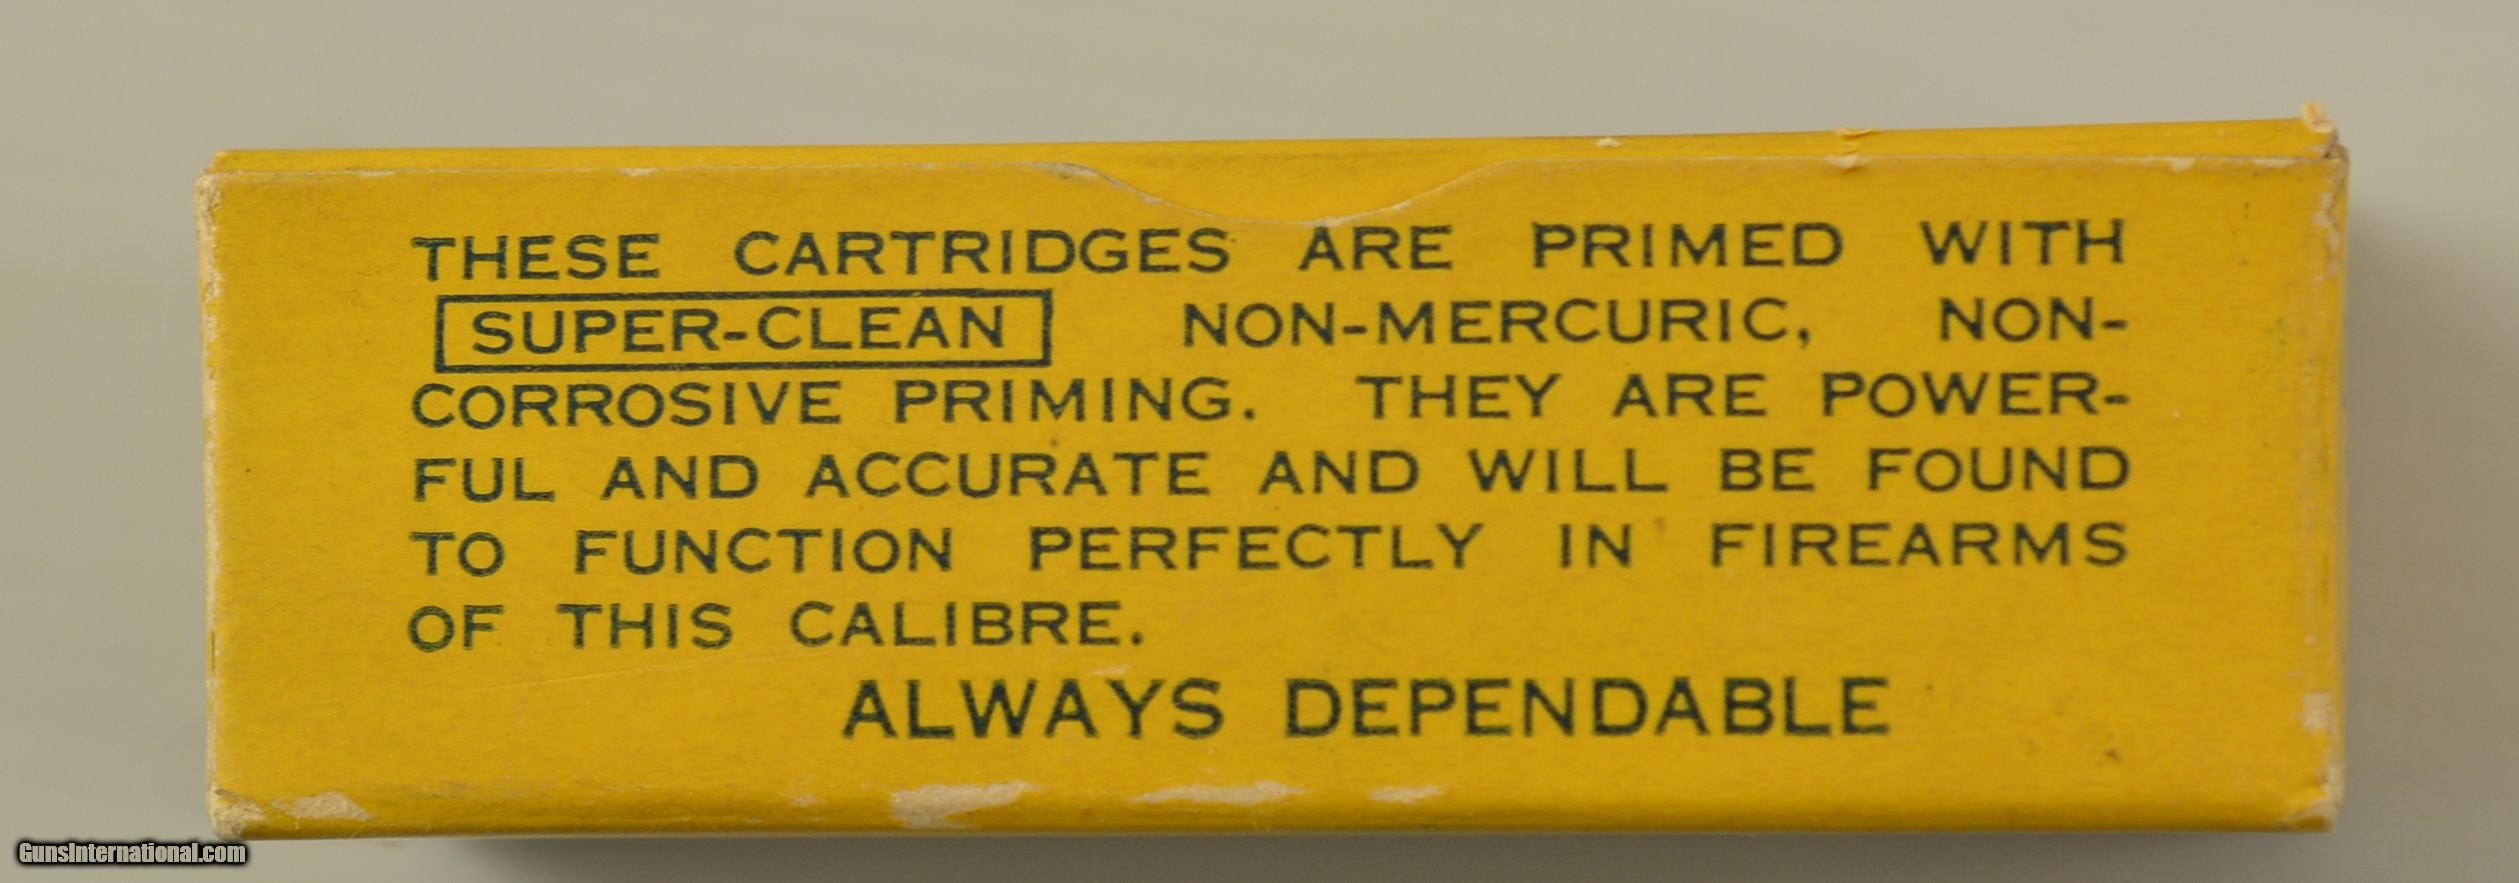 THESE CARTRIDGES ARE PRIMED WITH
SUPER-CLEAN NON-MERCURIC, NON-
CORROSIVE PRIMING. THEY ARE POWER-
FUL AND ACCURATE AND WILL BE FOUND
TO FUNCTION PERFECTLY IN FIREARMS
OF THIS CALIBRE.
ALWAYS DEPENDABLE
GunsInternational.com